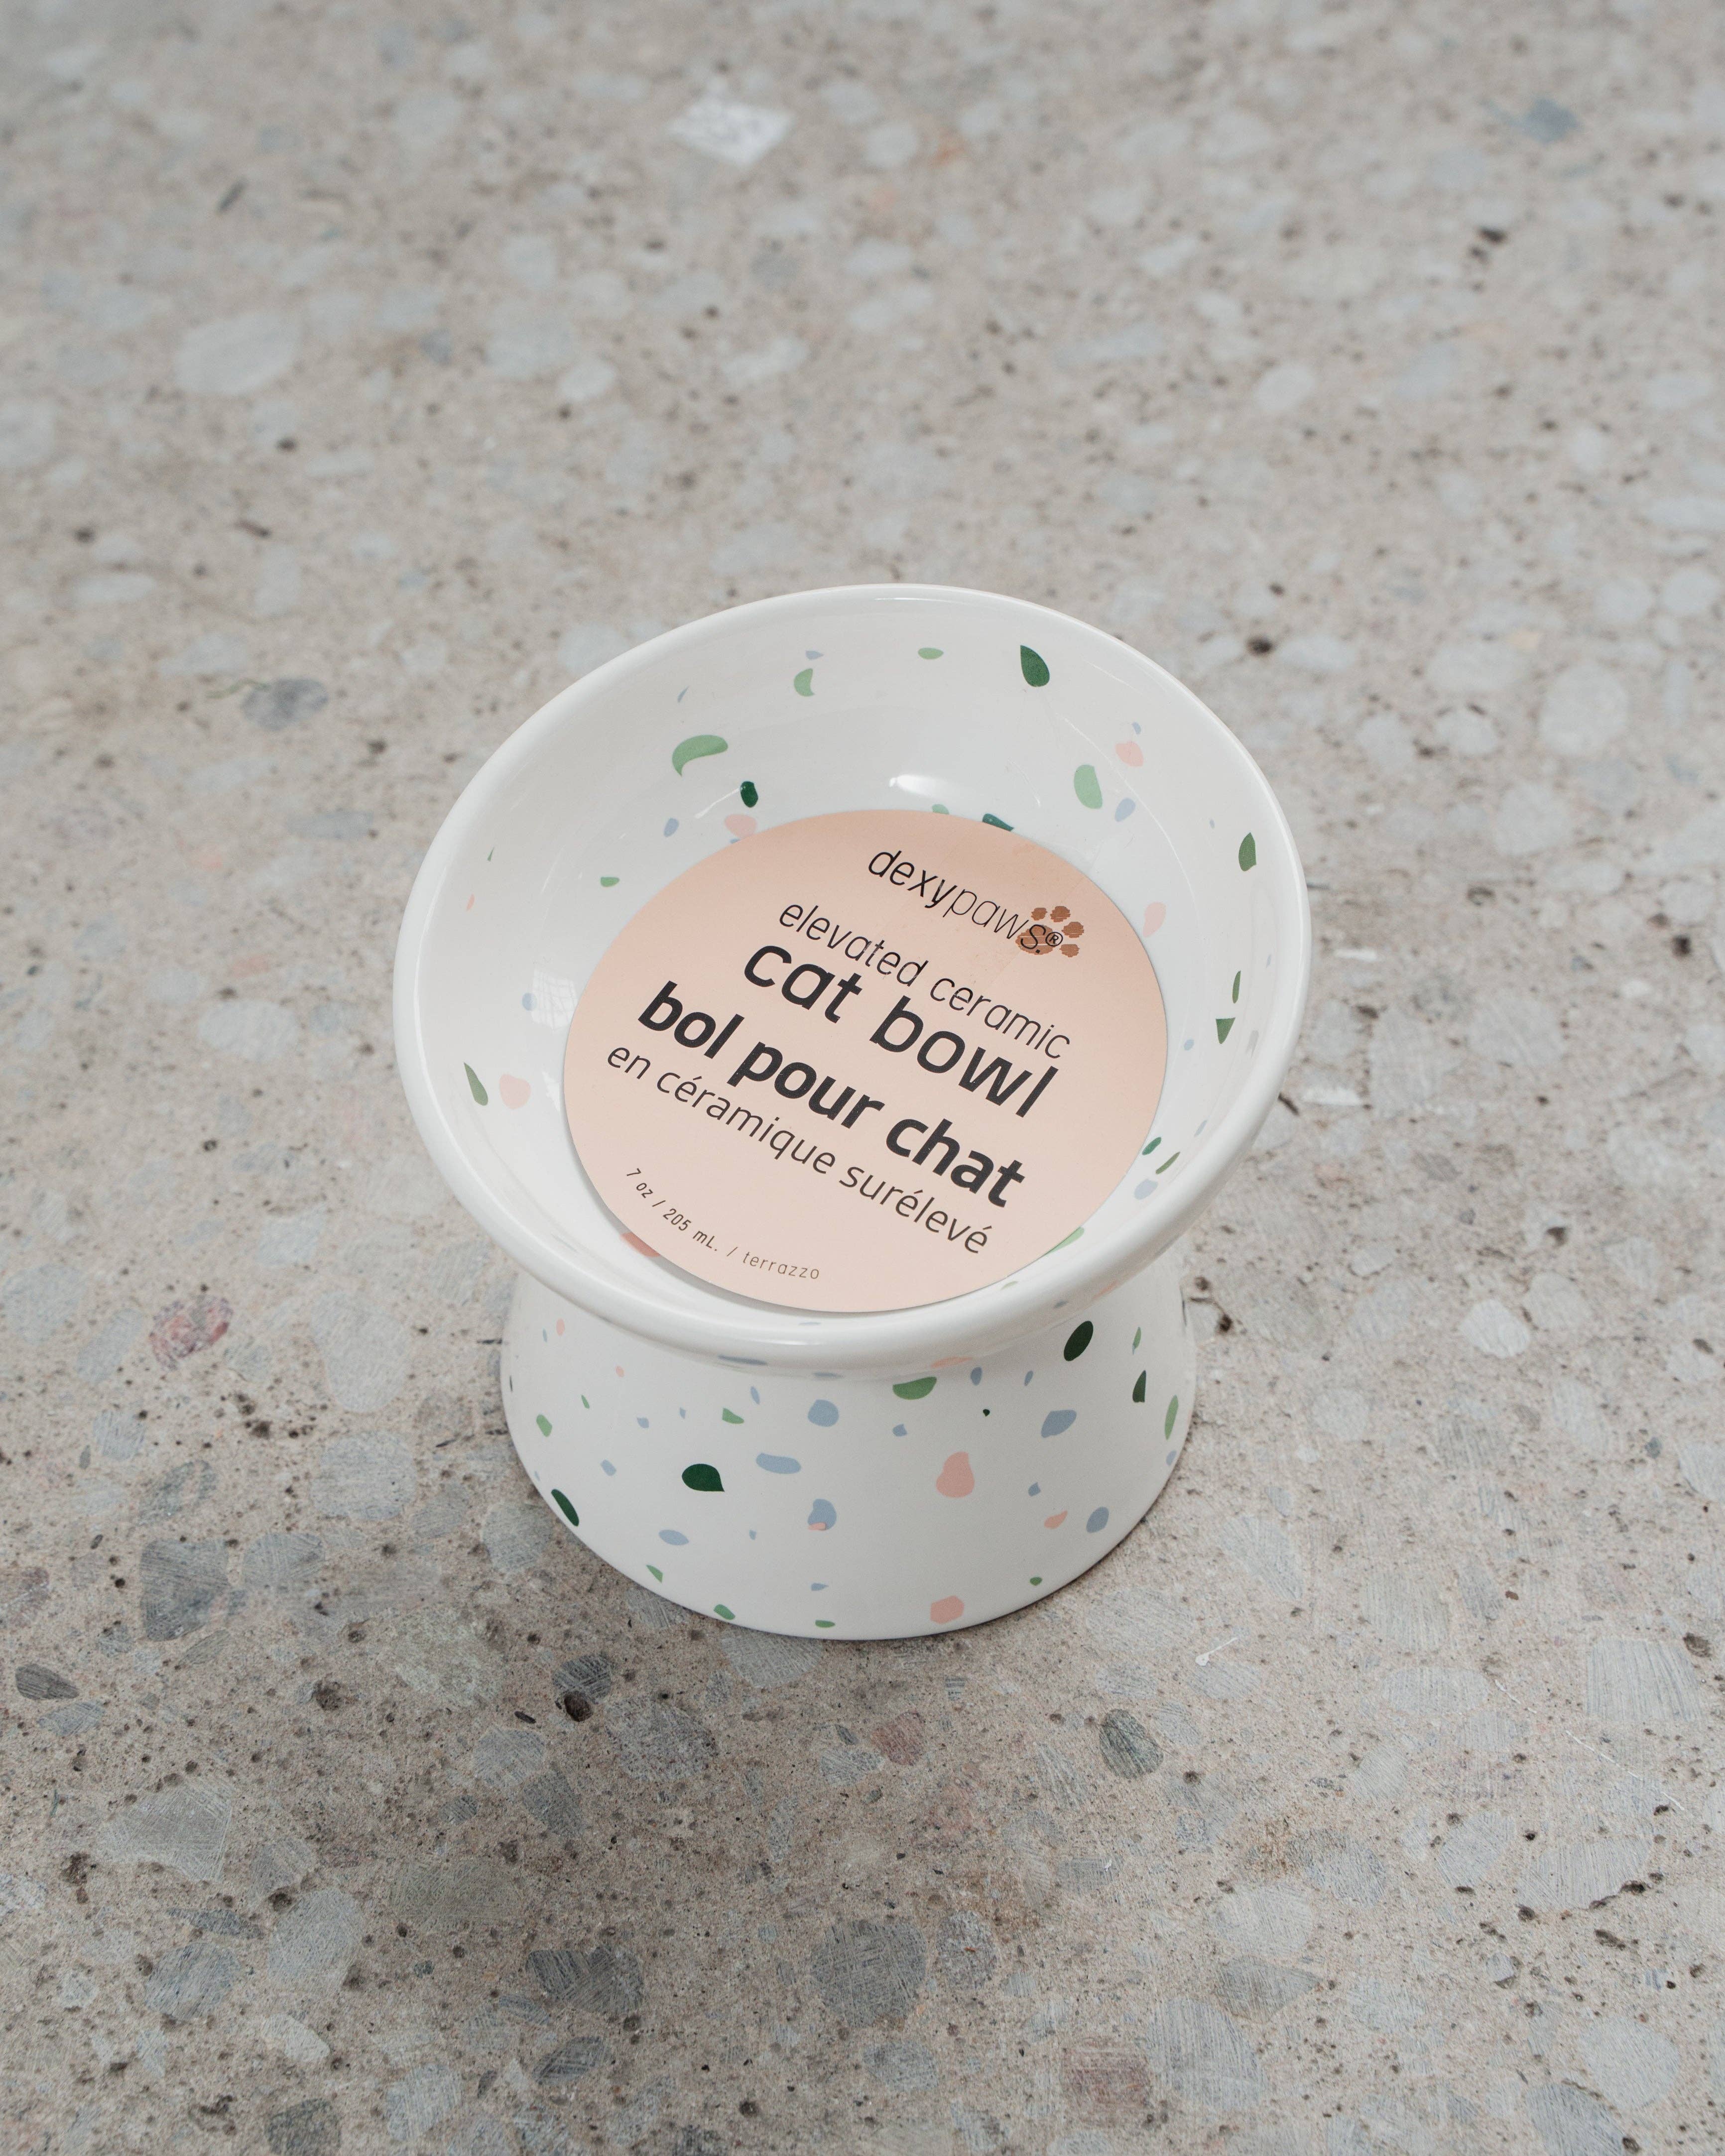 dexypaws.®
elevated ceramic
cat bowl
bol pour chat
en céramique surélevé
7 oz / 205 mL. / terrazzo